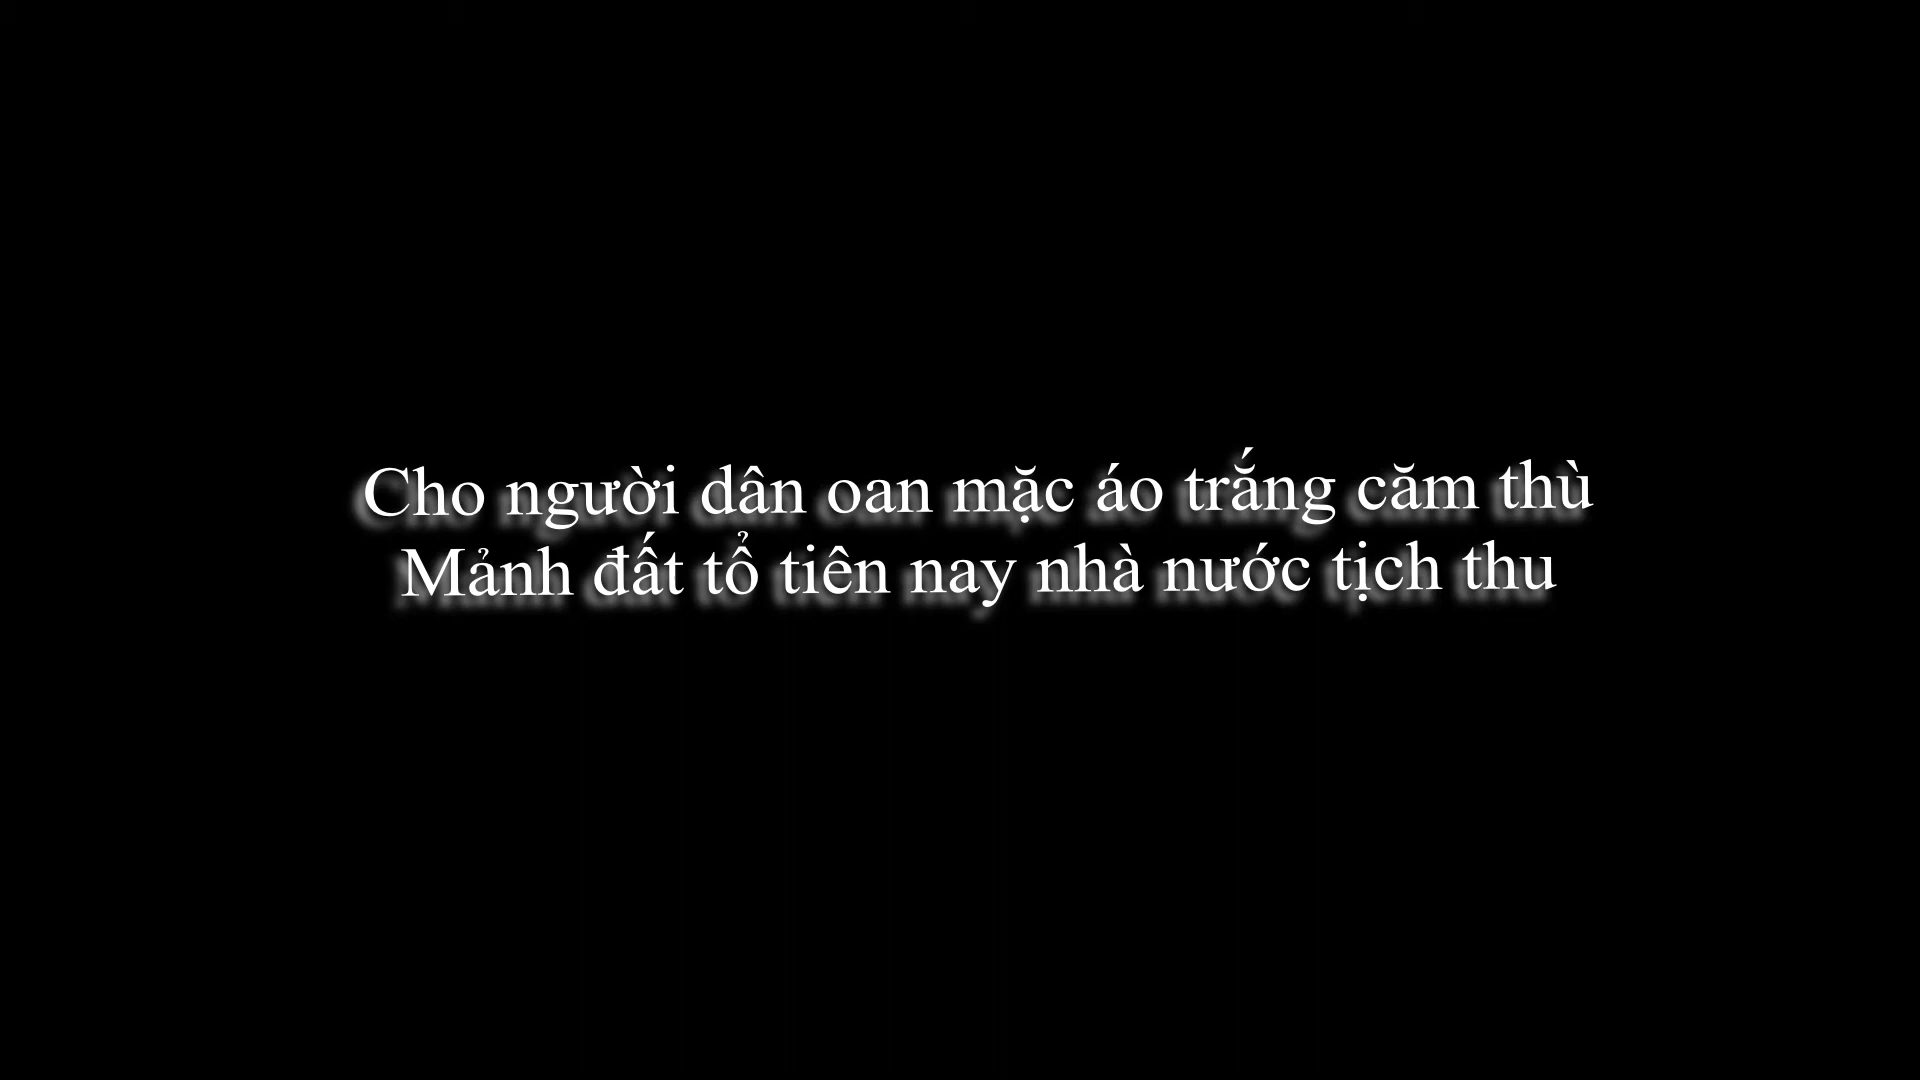 Cho người dân oan mặc áo trắng căm thù
Mảnh đất tổ tiên nay nhà nước tịch thu